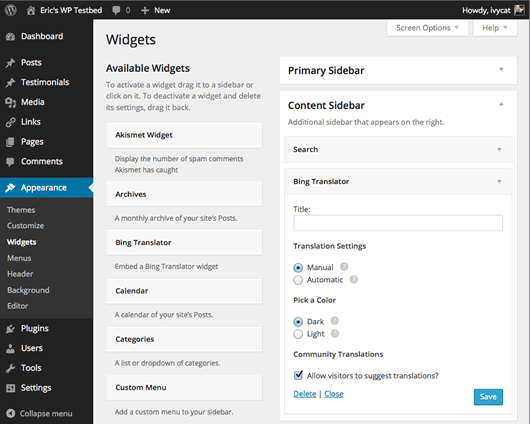 Eric's WP Testbed
0
+ New
Howdy, ivycat
Dashboard
Posts
Testimonials
Media
Links
Pages
Comments
Appearance
Themes
Customize
Widgets
Menus
Header
Background
Editor
Plugins
Users
Tools
Settings
Collapse menu
Screen Options
Help
Widgets
Available Widgets
To activate a widget drag it to a sidebar or
click on it. To deactivate a widget and delete
its settings, drag it back.
Akismet Widget
Display the number of spam comments
Akismet has caught
Archives
A monthly archive of your site's Posts.
Bing Translator
Embed a Bing Translator widget
Calendar
A calendar of your site's Posts.
Categories
A list or dropdown of categories.
Custom Menu
Add a custom menu to your sidebar.
Primary Sidebar
Content Sidebar
Additional sidebar that appears on the right.
Search
Bing Translator
Title:
Translation Settings
Manual ?
Automatic ?
Pick a Color
Dark ?
Light ?
Community Translations
Allow visitors to suggest translations?
Delete | Close
Save